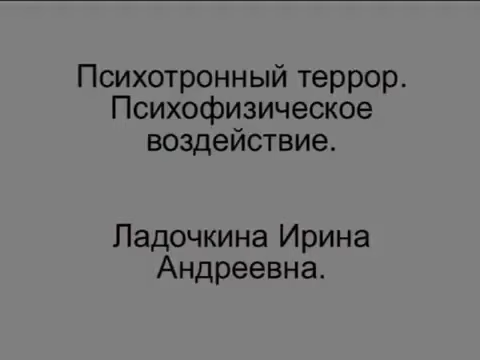 Психотронный террор.
Психофизическое
воздействие.
Ладочкина Ирина
Андреевна.